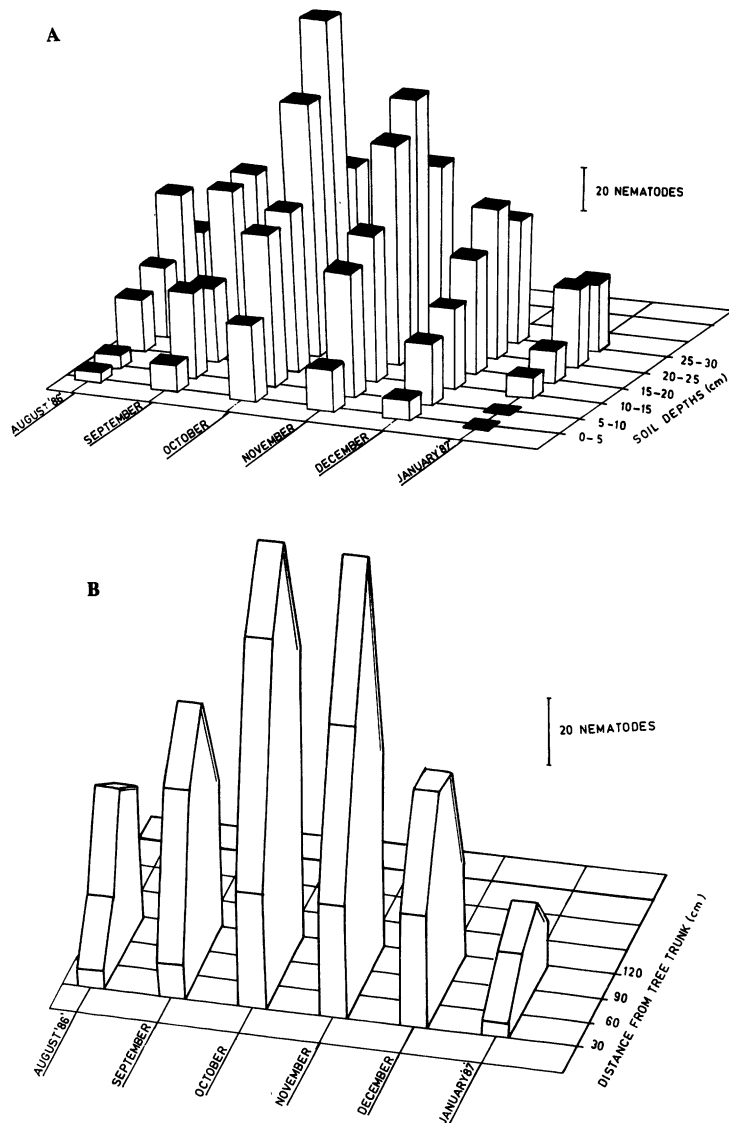 A
20 NEMATODES
25-30
20-25
15-20
10-15
5-10
0-5
SOIL DEPTHS (cm)
AUGUST'86'
SEPTEMBER
OCTOBER
NOVEMBER
DECEMBER
JANUARY'87'
B
20 NEMATODES
120
90
60
30
DISTANCE FROM TREE TRUNK (cm)
AUGUST'86'
SEPTEMBER
OCTOBER
NOVEMBER
DECEMBER
JANUARY'87'